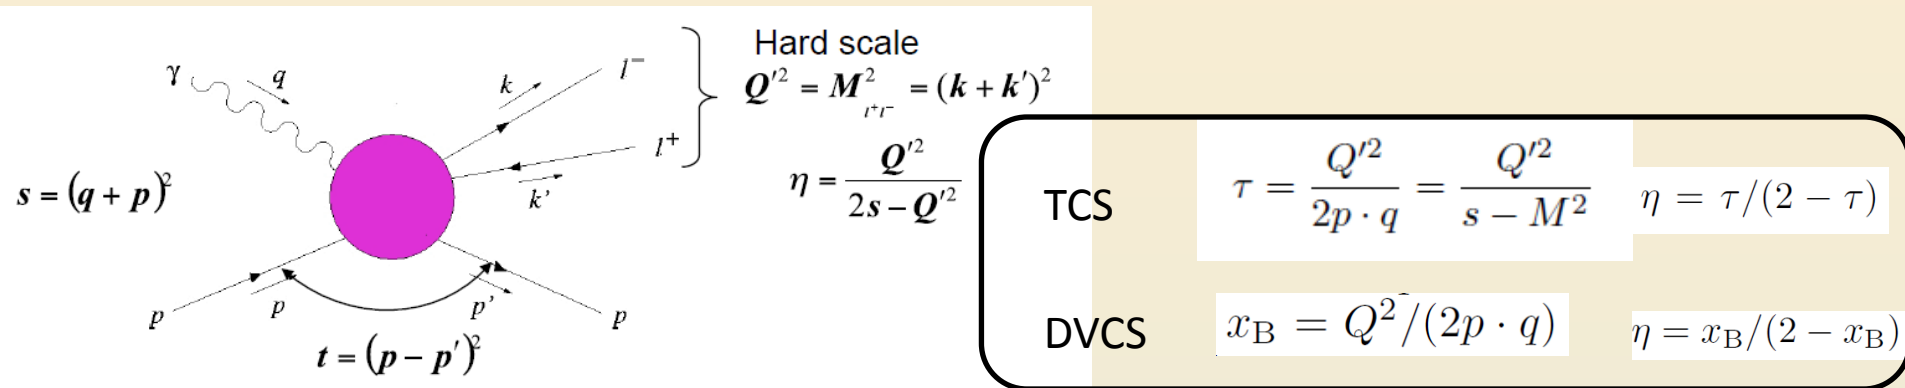 Hard scale
Q'² = M²_{l⁺l⁻} = (k + k')²
η = Q'² / (2s − Q'²)
γ
q
k
l⁻
l⁺
k'
s = (q + p)²
p
p
p'
p
t = (p − p')²
TCS τ = Q'² / (2p · q) = Q'² / (s − M²) η = τ/(2 − τ)
DVCS x_B = Q²/(2p · q) η = x_B/(2 − x_B)